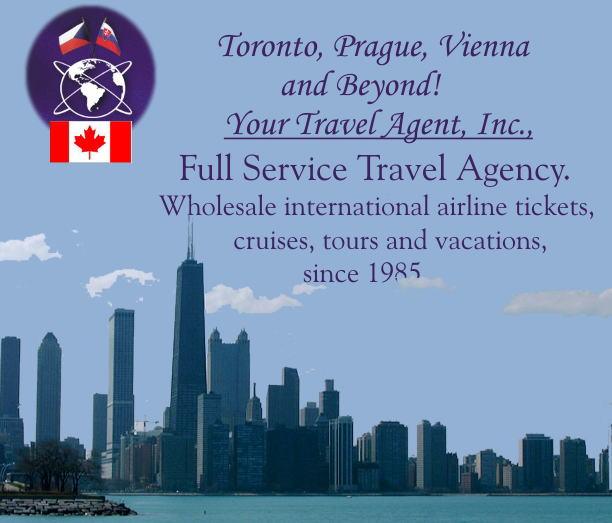 Toronto, Prague, Vienna
and Beyond!
Your Travel Agent, Inc.,
Full Service Travel Agency.
Wholesale international airline tickets,
cruises, tours and vacations,
since 1985